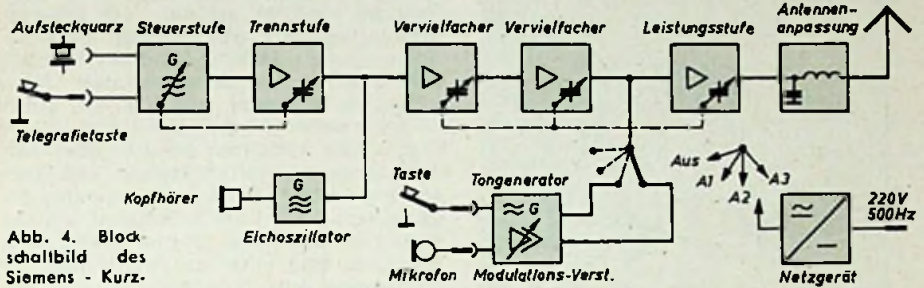 Aufsteckquarz
Steuerstufe
Trennstufe
Vervielfacher
Vervielfacher
Leistungsstufe
Antennen-
anpassung
G
Telegrafietaste
Kopfhörer
G
Eichoszillator
Taste
Tongenerator
G
Mikrofon
Modulations-Verst.
Aus
A1
A2
A3
220V
500Hz
Netzgerät
Abb. 4. Block-
schaltbild des
Siemens - Kurz-